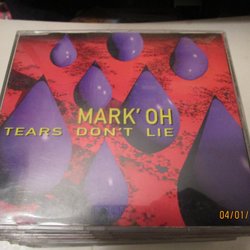 MARK' OH
TEARS DON'T LIE
04/01/